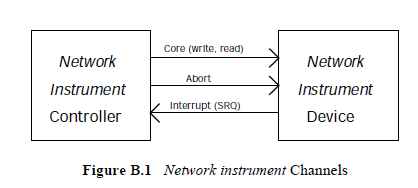 Core (write, read)
Network
Instrument
Controller
Abort
Interrupt (SRQ)
Network
Instrument
Device
Figure B.1 Network instrument Channels